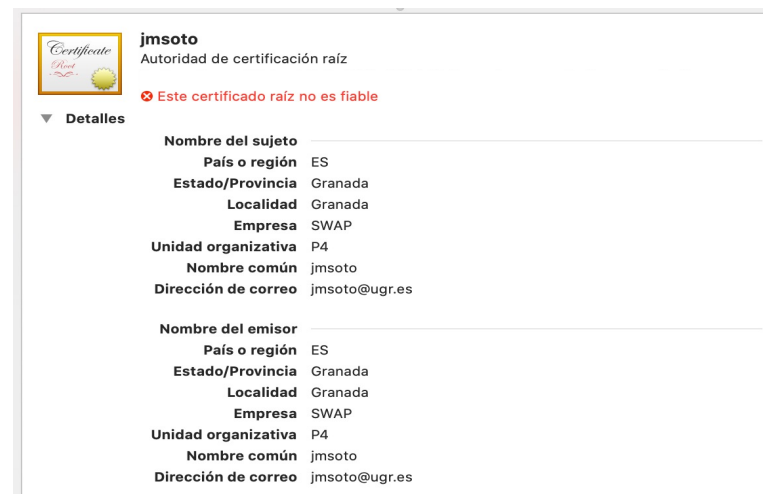 Certificate
Root
jmsoto
Autoridad de certificación raíz
Este certificado raíz no es fiable
Detalles
Nombre del sujeto
País o región ES
Estado/Provincia Granada
Localidad Granada
Empresa SWAP
Unidad organizativa P4
Nombre común jmsoto
Dirección de correo jmsoto@ugr.es
Nombre del emisor
País o región ES
Estado/Provincia Granada
Localidad Granada
Empresa SWAP
Unidad organizativa P4
Nombre común jmsoto
Dirección de correo jmsoto@ugr.es